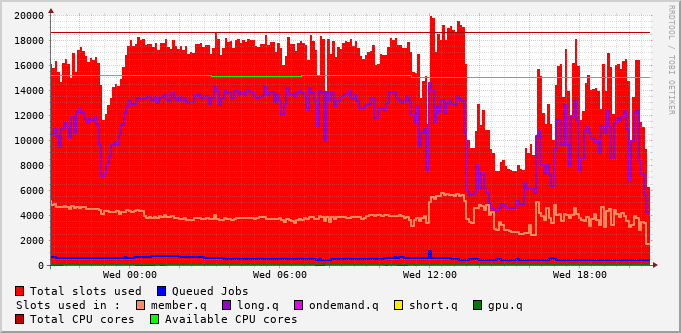 20000
18000
16000
14000
12000
10000
8000
6000
4000
2000
0
Wed 00:00 Wed 06:00 Wed 12:00 Wed 18:00
RRDTOOL / TOBI OETIKER
Total slots used Queued Jobs
Slots used in : member.q long.q ondemand.q short.q gpu.q
Total CPU cores Available CPU cores